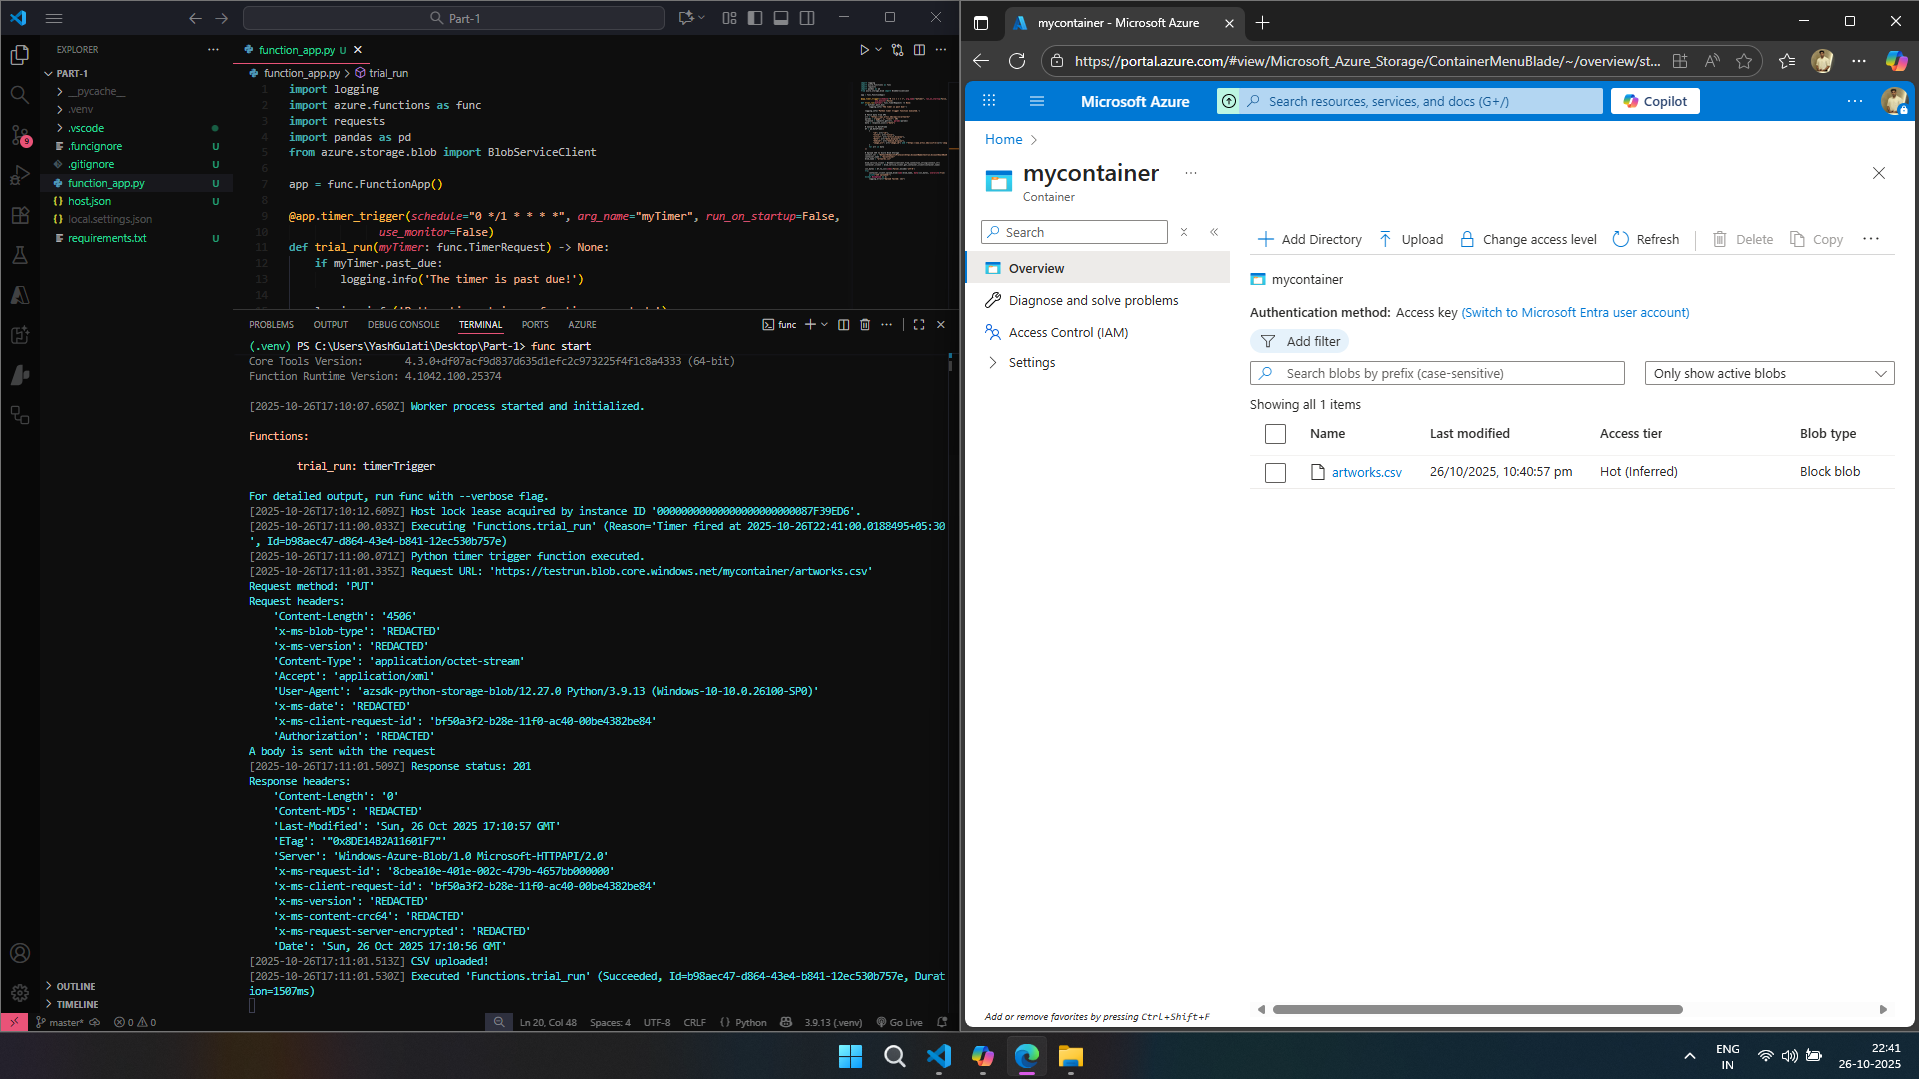 Part-1
EXPLORER
PART-1
__pycache__
.venv
.vscode
.funcignore U
.gitignore U
function_app.py U
host.json U
local.settings.json
requirements.txt U
OUTLINE
TIMELINE
9
function_app.py U
function_app.py > trial_run
1 import logging
2 import azure.functions as func
3 import requests
4 import pandas as pd
5 from azure.storage.blob import BlobServiceClient
6
7 app = func.FunctionApp()
8
9 @app.timer_trigger(schedule="0 */1 * * * *", arg_name="myTimer", run_on_startup=False,
10 use_monitor=False)
11 def trial_run(myTimer: func.TimerRequest) -> None:
12 if myTimer.past_due:
13 logging.info('The timer is past due!')
14
PROBLEMS OUTPUT DEBUG CONSOLE TERMINAL PORTS AZURE
func
(.venv) PS C:\Users\YashGulati\Desktop\Part-1> func start
Core Tools Version: 4.3.0+df07acf9d837d635d1efc2c973225f4f1c8a4333 (64-bit)
Function Runtime Version: 4.1042.100.25374
[2025-10-26T17:10:07.650Z] Worker process started and initialized.
Functions:
trial_run: timerTrigger
For detailed output, run func with --verbose flag.
[2025-10-26T17:10:12.609Z] Host lock lease acquired by instance ID '000000000000000000000000087F39ED6'.
[2025-10-26T17:11:00.033Z] Executing 'Functions.trial_run' (Reason='Timer fired at 2025-10-26T22:41:00.0188495+05:30
', Id=b98aec47-d864-43e4-b841-12ec530b757e)
[2025-10-26T17:11:00.071Z] Python timer trigger function executed.
[2025-10-26T17:11:01.335Z] Request URL: 'https://testrun.blob.core.windows.net/mycontainer/artworks.csv'
Request method: 'PUT'
Request headers:
'Content-Length': '4506'
'x-ms-blob-type': 'REDACTED'
'x-ms-version': 'REDACTED'
'Content-Type': 'application/octet-stream'
'Accept': 'application/xml'
'User-Agent': 'azsdk-python-storage-blob/12.27.0 Python/3.9.13 (Windows-10-10.0.26100-SP0)'
'x-ms-date': 'REDACTED'
'x-ms-client-request-id': 'bf50a3f2-b28e-11f0-ac40-00be4382be84'
'Authorization': 'REDACTED'
A body is sent with the request
[2025-10-26T17:11:01.509Z] Response status: 201
Response headers:
'Content-Length': '0'
'Content-MD5': 'REDACTED'
'Last-Modified': 'Sun, 26 Oct 2025 17:10:57 GMT'
'ETag': '"0x8DE14B2A11601F7"'
'Server': 'Windows-Azure-Blob/1.0 Microsoft-HTTPAPI/2.0'
'x-ms-request-id': '8cbea10e-401e-002c-479b-4657bb000000'
'x-ms-client-request-id': 'bf50a3f2-b28e-11f0-ac40-00be4382be84'
'x-ms-version': 'REDACTED'
'x-ms-content-crc64': 'REDACTED'
'x-ms-request-server-encrypted': 'REDACTED'
'Date': 'Sun, 26 Oct 2025 17:10:56 GMT'
[2025-10-26T17:11:01.513Z] CSV uploaded!
[2025-10-26T17:11:01.530Z] Executed 'Functions.trial_run' (Succeeded, Id=b98aec47-d864-43e4-b841-12ec530b757e, Durat
ion=1507ms)
master* 0 0 Ln 20, Col 48 Spaces: 4 UTF-8 CRLF {} Python 3.9.13 (.venv) Go Live
mycontainer - Microsoft Azure
https://portal.azure.com/#view/Microsoft_Azure_Storage/ContainerMenuBlade/~/overview/st...
Microsoft Azure
Search resources, services, and docs (G+/)
Copilot
Home >
mycontainer
Container
Search
Overview
Diagnose and solve problems
Access Control (IAM)
Settings
Add or remove favorites by pressing Ctrl+Shift+F
Add Directory Upload Change access level Refresh Delete Copy
mycontainer
Authentication method: Access key (Switch to Microsoft Entra user account)
Add filter
Search blobs by prefix (case-sensitive)
Only show active blobs
Showing all 1 items
Name Last modified Access tier Blob type
artworks.csv 26/10/2025, 10:40:57 pm Hot (Inferred) Block blob
ENG
IN
22:41
26-10-2025